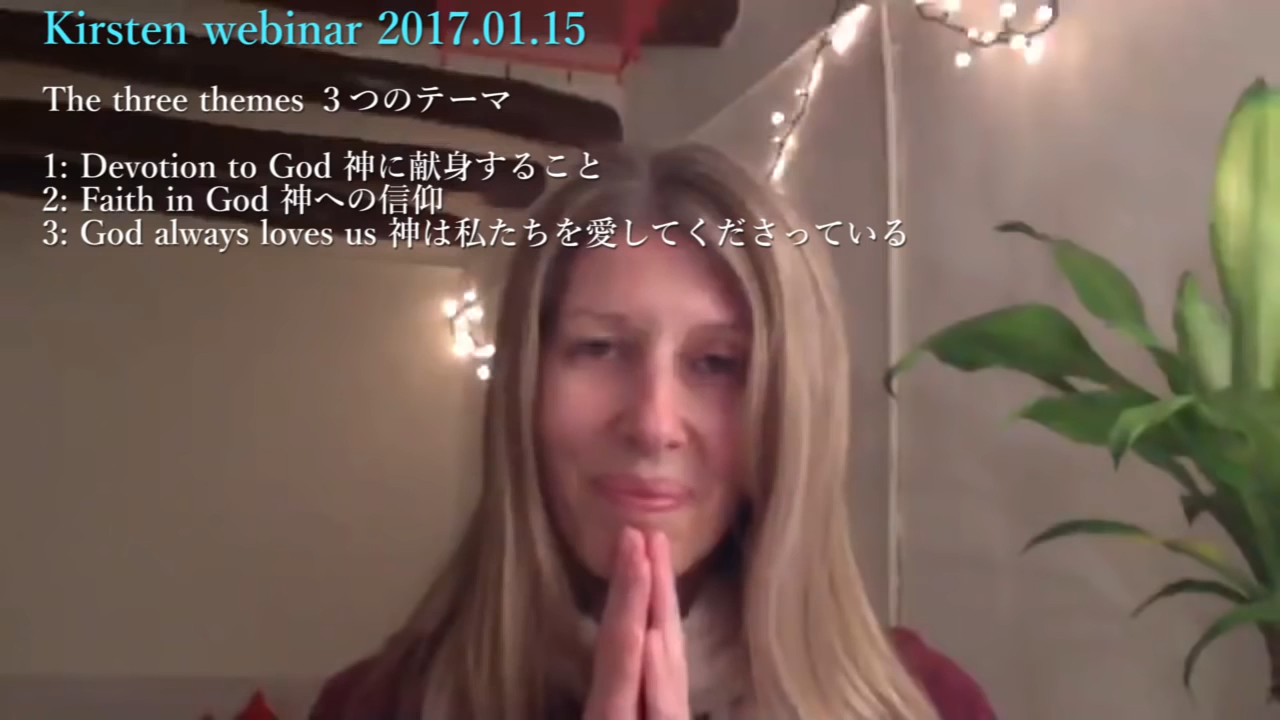 Kirsten webinar 2017.01.15
The three themes ３つのテーマ
1: Devotion to God 神に献身すること
2: Faith in God 神への信仰
3: God always loves us 神は私たちを愛してくださっている